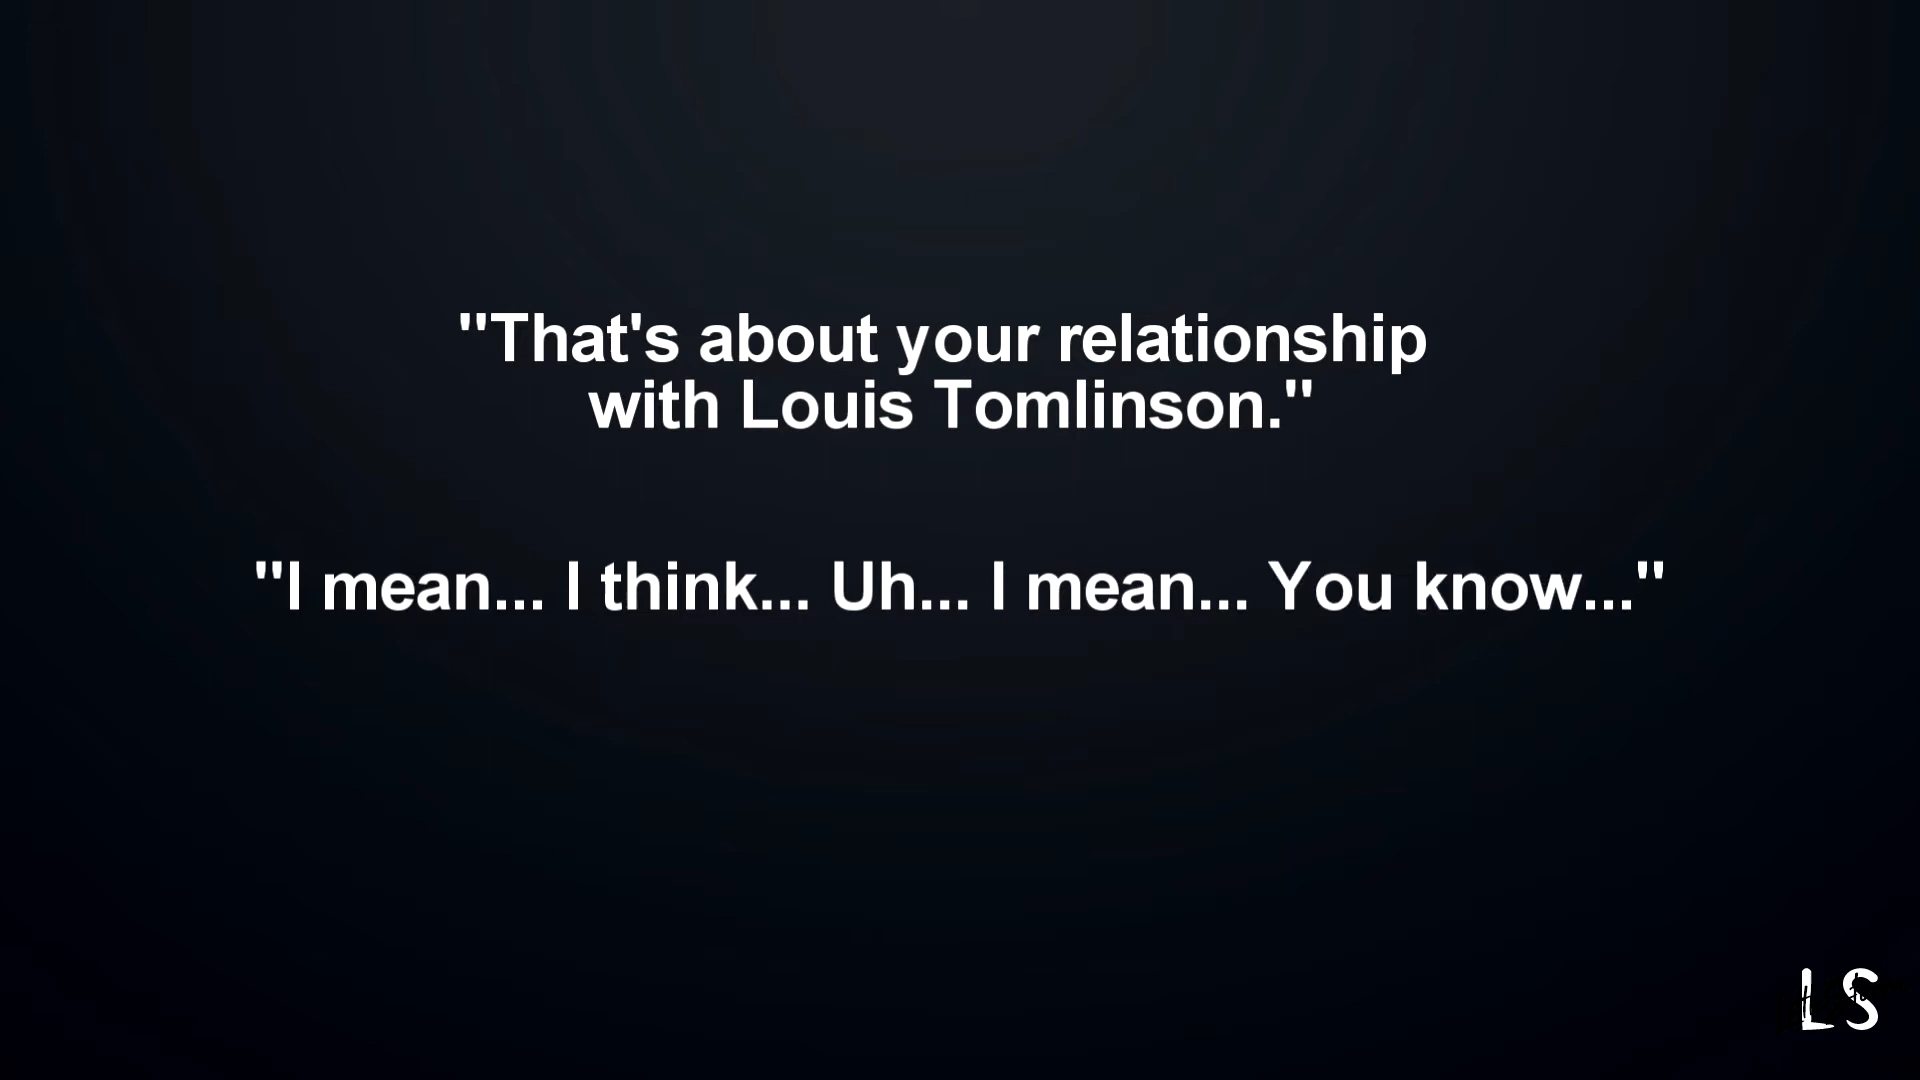 "That's about your relationship
with Louis Tomlinson."
"I mean... I think... Uh... I mean... You know..."
LS